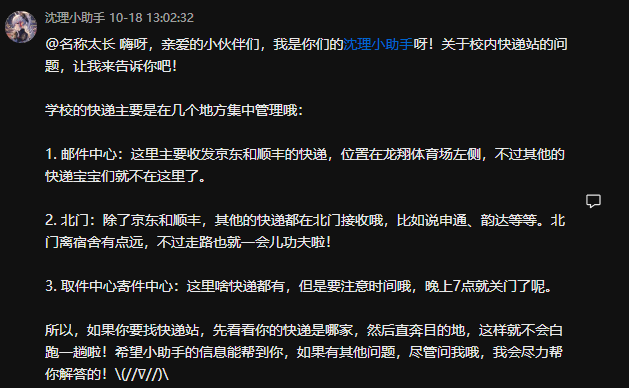 沈理小助手 10-18 13:02:32
@名称太长 嗨呀，亲爱的小伙伴们，我是你们的沈理小助手呀！关于校内快递站的问
题，让我来告诉你吧！
学校的快递主要是在几个地方集中管理哦：
1. 邮件中心：这里主要收发京东和顺丰的快递，位置在龙翔体育场左侧，不过其他的
快递宝宝们就不在这里了。
2. 北门：除了京东和顺丰，其他的快递都在北门接收哦，比如说申通、韵达等等。北
门离宿舍有点远，不过走路也就一会儿功夫啦！
3. 取件中心寄件中心：这里啥快递都有，但是要注意时间哦，晚上7点就关门了呢。
所以，如果你要找快递站，先看看你的快递是哪家，然后直奔目的地，这样就不会白
跑一趟啦！希望小助手的信息能帮到你，如果有其他问题，尽管问我哦，我会尽力帮
你解答的！\(//∇//)\